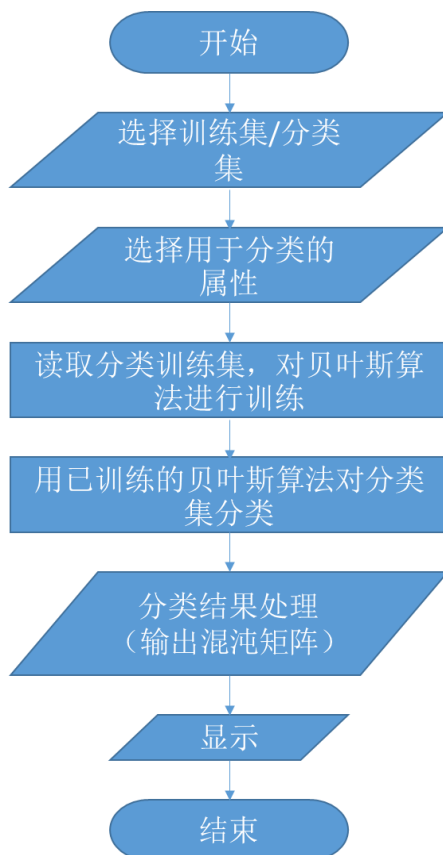 开始
选择训练集/分类
集
选择用于分类的
属性
读取分类训练集，对贝叶斯算
法进行训练
用已训练的贝叶斯算法对分类
集分类
分类结果处理
（输出混沌矩阵）
显示
结束